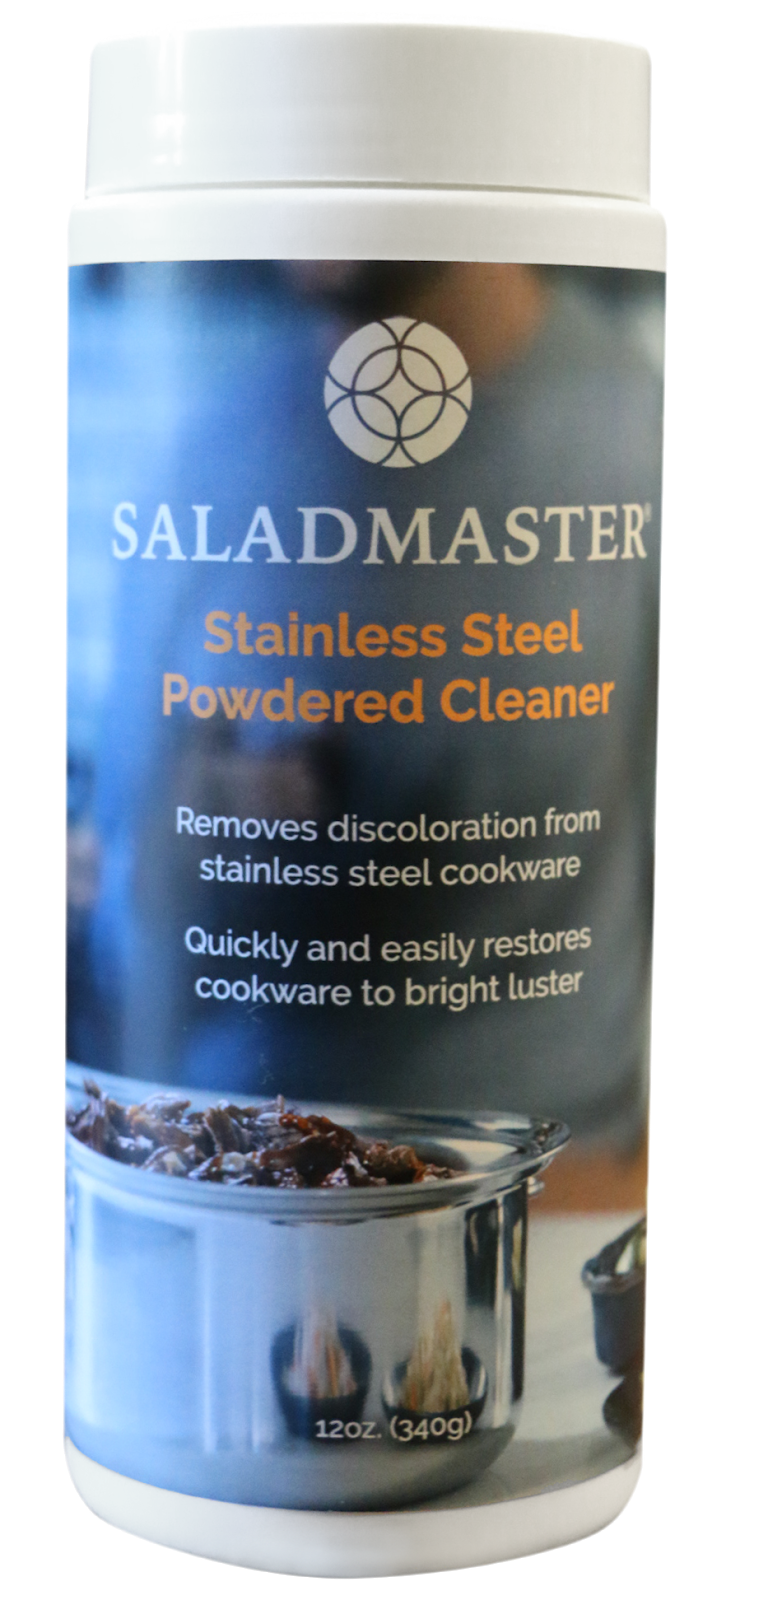 SALADMASTER®
Stainless Steel
Powdered Cleaner
Removes discoloration from
stainless steel cookware
Quickly and easily restores
cookware to bright luster
12oz. (340g)